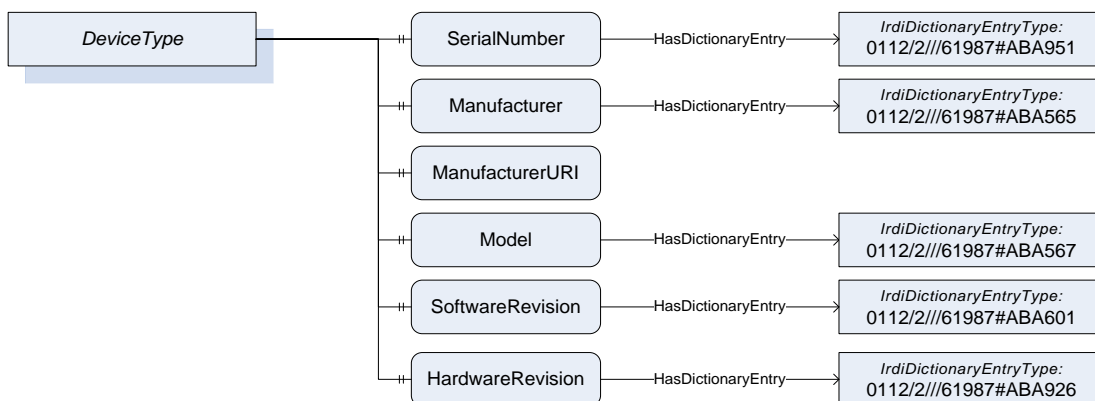 DeviceType
SerialNumber
HasDictionaryEntry
IrdiDictionaryEntryType:
0112/2///61987#ABA951
Manufacturer
HasDictionaryEntry
IrdiDictionaryEntryType:
0112/2///61987#ABA565
ManufacturerURI
Model
HasDictionaryEntry
IrdiDictionaryEntryType:
0112/2///61987#ABA567
SoftwareRevision
HasDictionaryEntry
IrdiDictionaryEntryType:
0112/2///61987#ABA601
HardwareRevision
HasDictionaryEntry
IrdiDictionaryEntryType:
0112/2///61987#ABA926